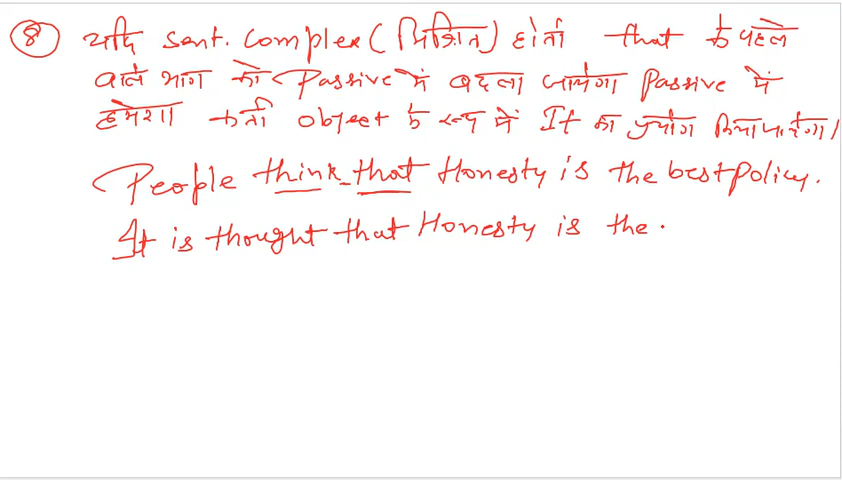 ⑧ यदि sent. complex (मिश्रित) हो तो that के पहले
वाले भाग को Passive में बदला जायेगा Passive में
हमेशा कर्ता object के रूप में It का प्रयोग किया जायेगा।
People think that Honesty is the best Policy.
It is thought that Honesty is the .